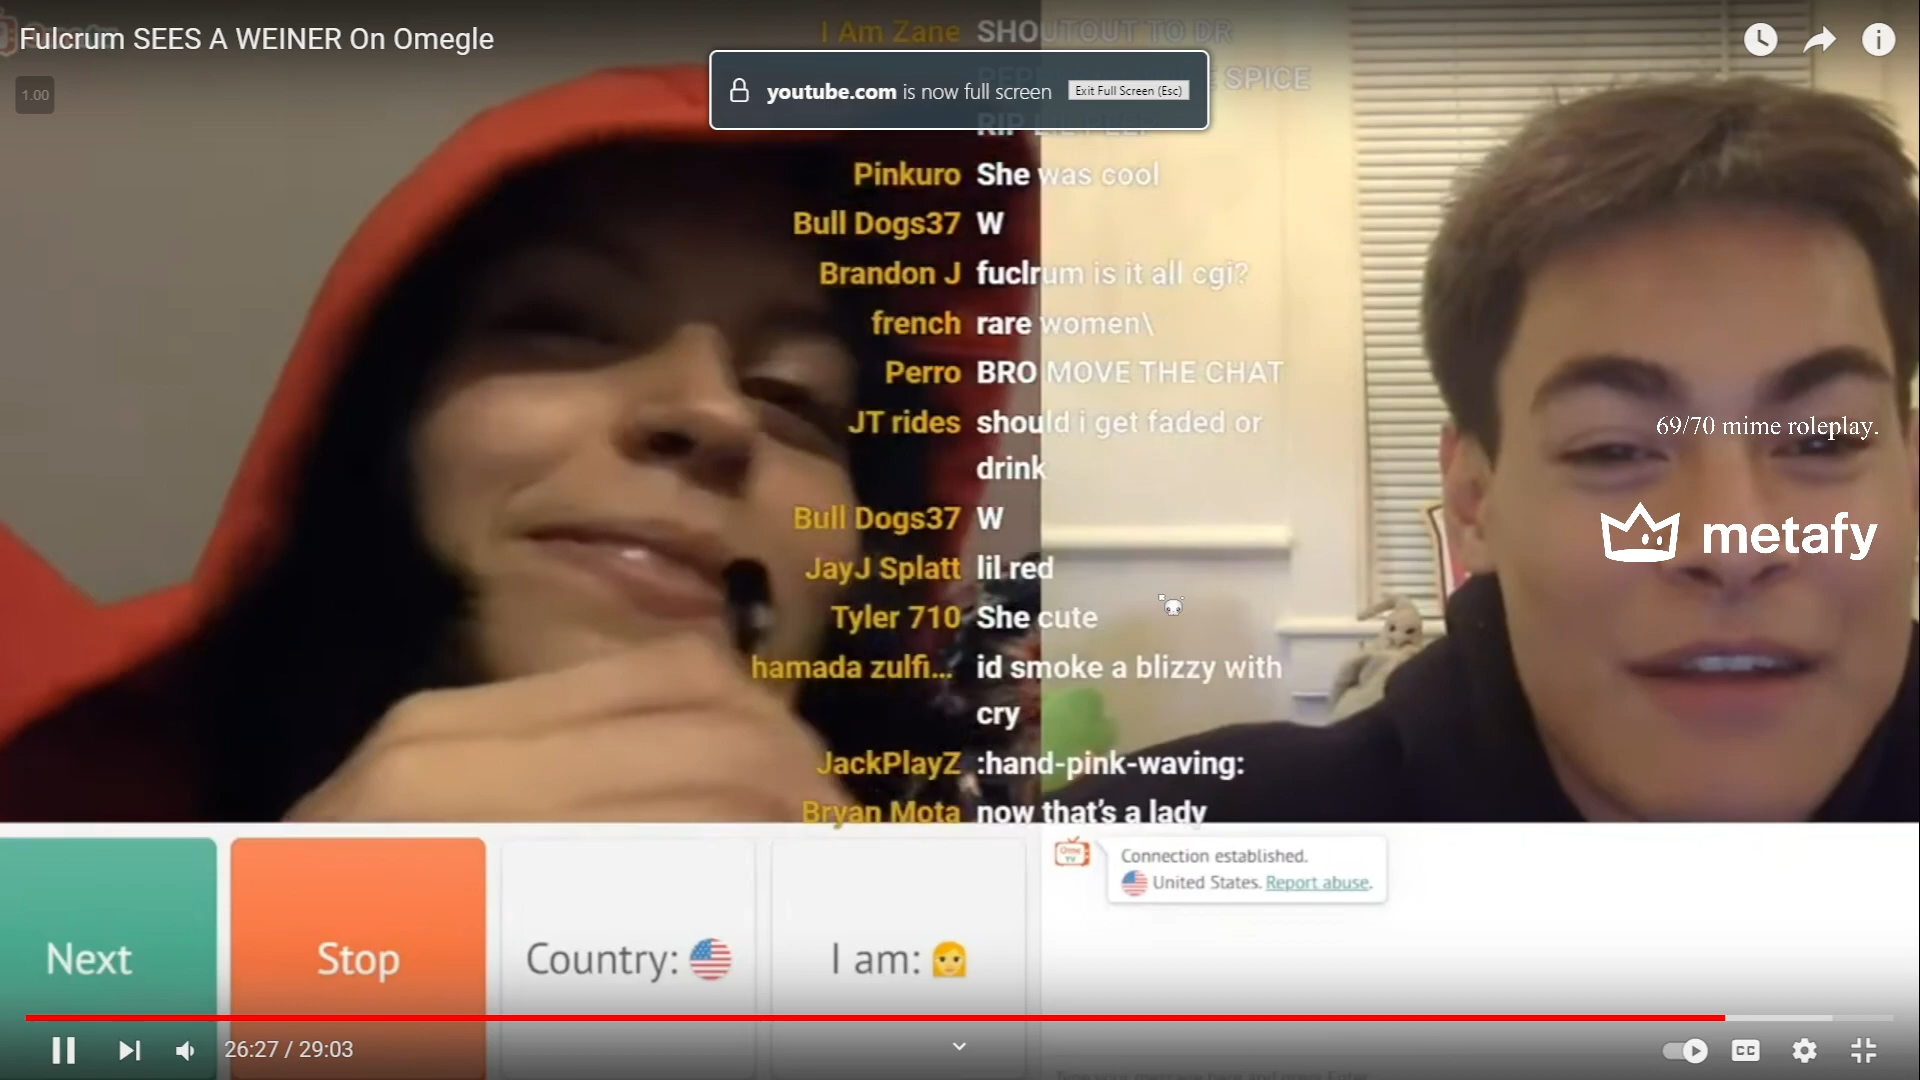 Fulcrum SEES A WEINER On Omegle
1.00
I Am Zane SHOUTOUT TO DR
SPICE
youtube.com is now full screen Exit Full Screen (Esc)
Pinkuro She was cool
Bull Dogs37 W
Brandon J fuclrum is it all cgi?
french rare women\
Perro BRO MOVE THE CHAT
JT rides should i get faded or
drink
Bull Dogs37 W
JayJ Splatt lil red
Tyler 710 She cute
hamada zulfi... id smoke a blizzy with
cry
JackPlayZ :hand-pink-waving:
Bryan Mota now that's a lady
69/70 mime roleplay.
metafy
Ome TV
Connection established.
United States. Report abuse.
Next
Stop
Country:
I am:
26:27 / 29:03
CC